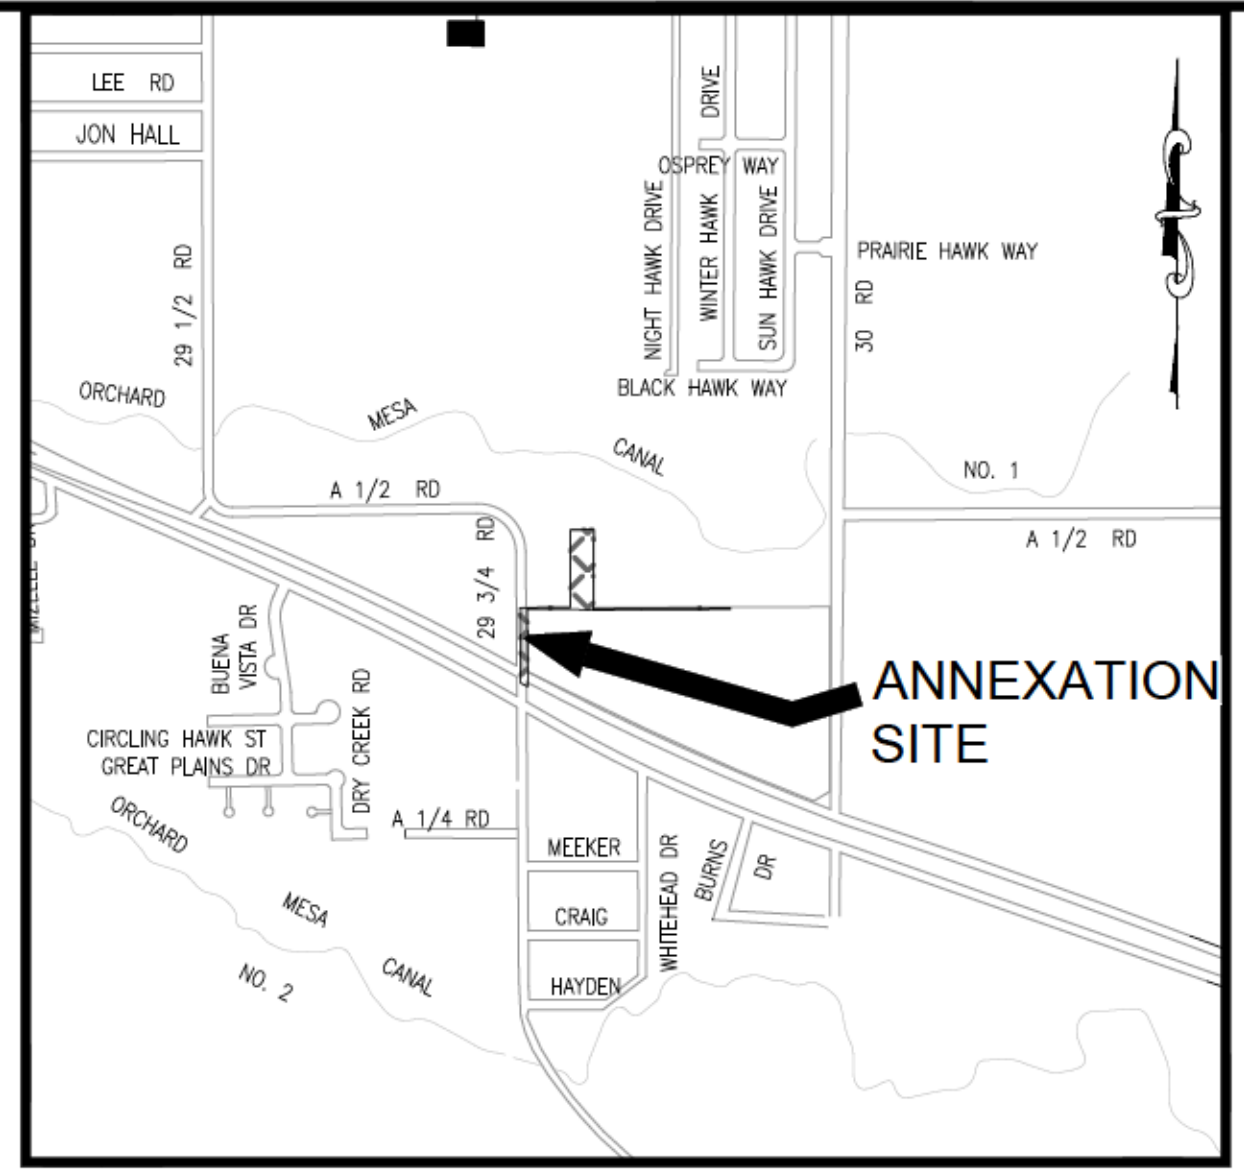 LEE RD
JON HALL
DRIVE
OSPREY WAY
NIGHT HAWK DRIVE
WINTER HAWK
SUN HAWK DRIVE
PRAIRIE HAWK WAY
29 1/2 RD
30 RD
BLACK HAWK WAY
ORCHARD
MESA
CANAL
NO. 1
A 1/2 RD
A 1/2 RD
29 3/4 RD
BUENA
VISTA DR
DRY CREEK RD
ANNEXATION
SITE
CIRCLING HAWK ST
GREAT PLAINS DR
A 1/4 RD
ORCHARD
MESA
CANAL
NO. 2
MEEKER
CRAIG
HAYDEN
WHITEHEAD DR
BURNS
DR